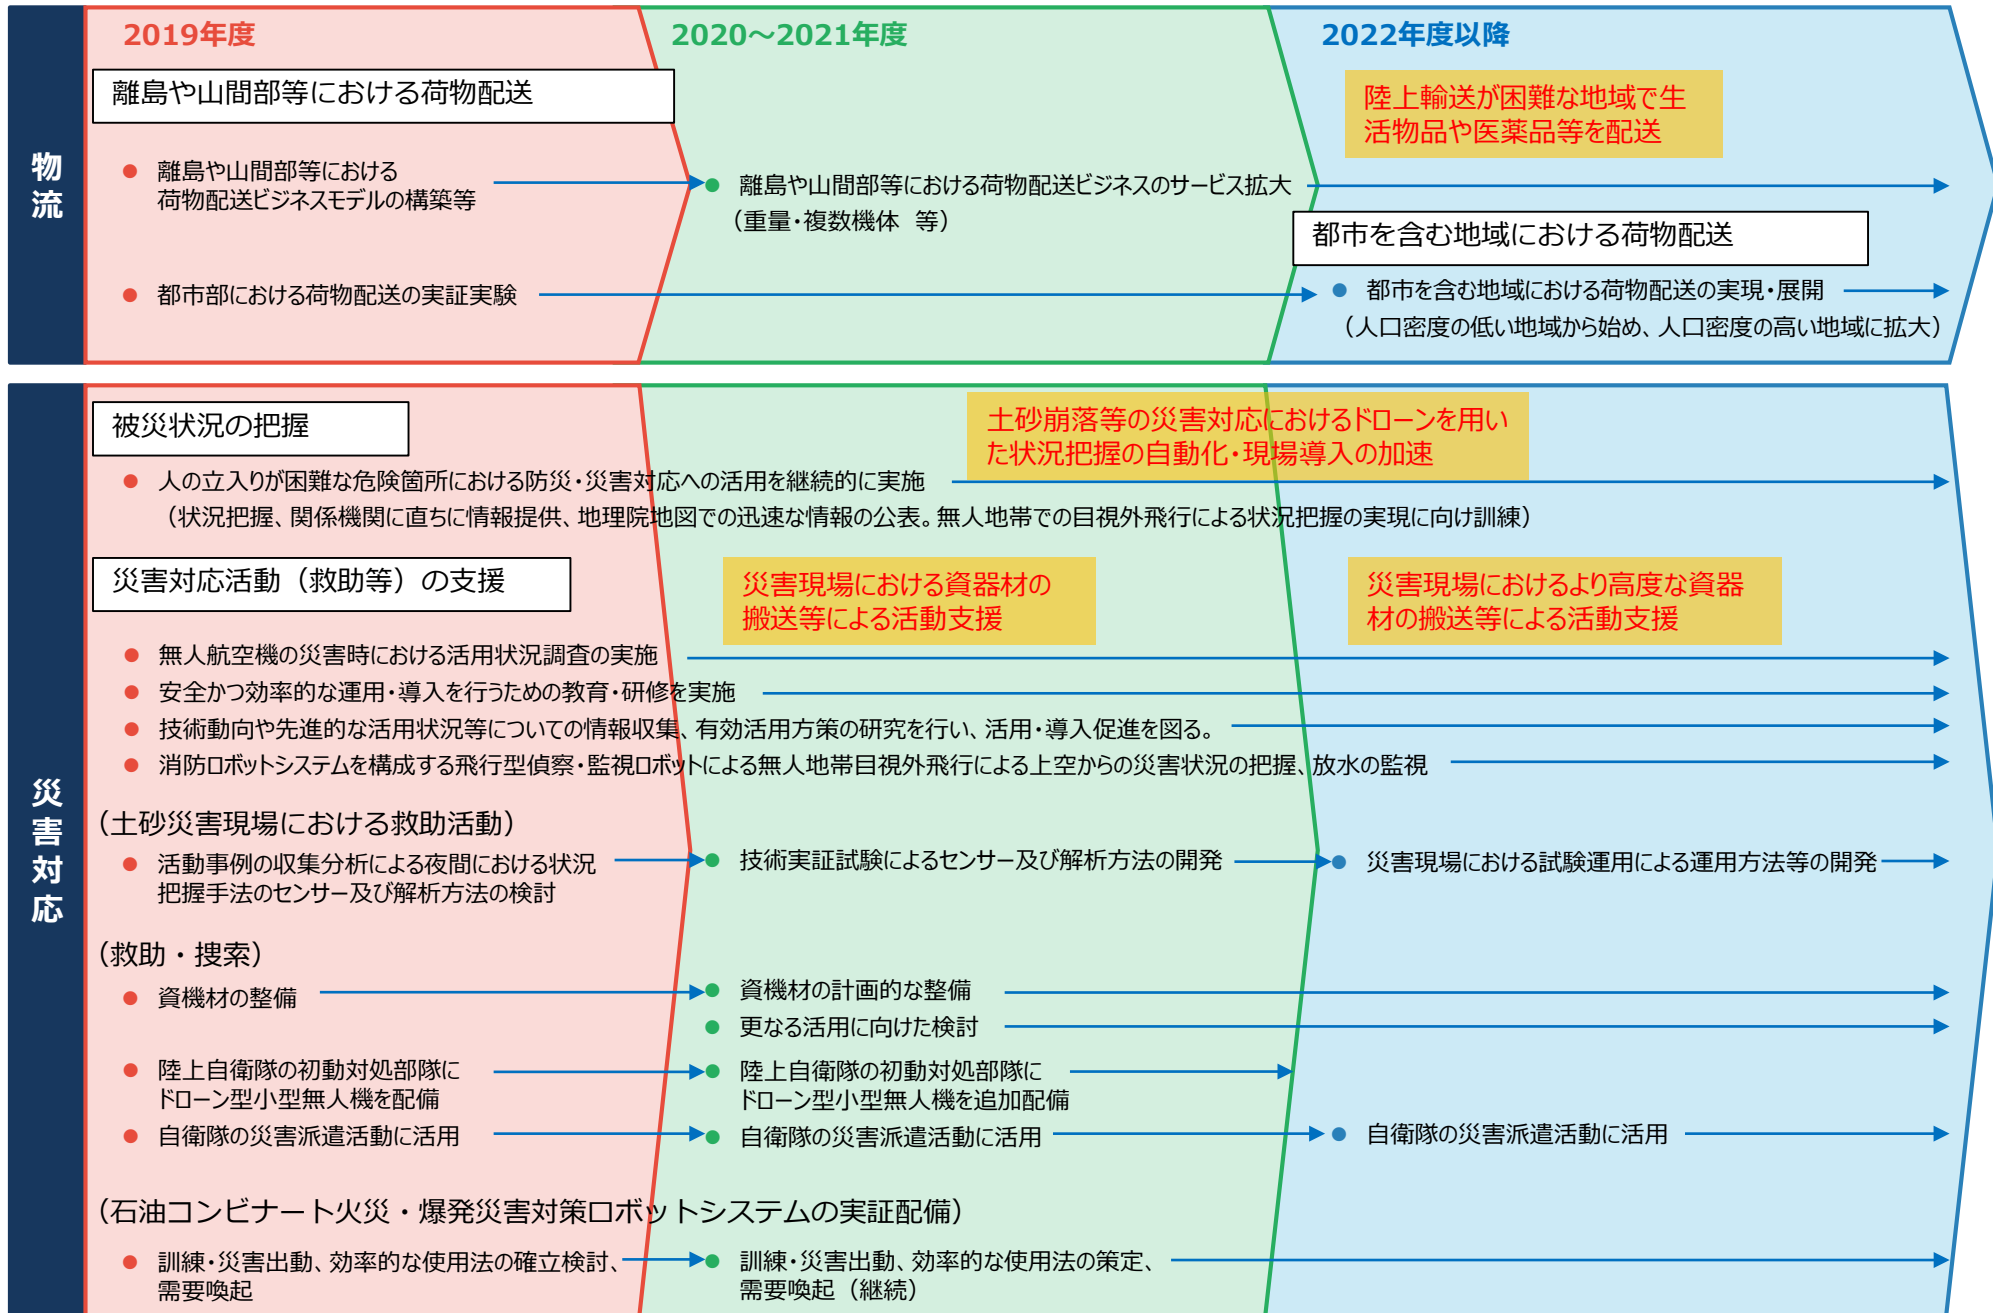 2019年度
2020～2021年度
2022年度以降
物流
離島や山間部等における荷物配送
陸上輸送が困難な地域で生
活物品や医薬品等を配送
離島や山間部等における
荷物配送ビジネスモデルの構築等
離島や山間部等における荷物配送ビジネスのサービス拡大
（重量・複数機体　等）
都市を含む地域における荷物配送
都市部における荷物配送の実証実験
都市を含む地域における荷物配送の実現・展開
（人口密度の低い地域から始め、人口密度の高い地域に拡大）
災害対応
被災状況の把握
土砂崩落等の災害対応におけるドローンを用い
た状況把握の自動化・現場導入の加速
人の立入りが困難な危険箇所における防災・災害対応への活用を継続的に実施
（状況把握、関係機関に直ちに情報提供、地理院地図での迅速な情報の公表。無人地帯での目視外飛行による状況把握の実現に向け訓練）
災害対応活動（救助等）の支援
災害現場における資器材の
搬送等による活動支援
災害現場におけるより高度な資器
材の搬送等による活動支援
無人航空機の災害時における活用状況調査の実施
安全かつ効率的な運用・導入を行うための教育・研修を実施
技術動向や先進的な活用状況等についての情報収集、有効活用方策の研究を行い、活用・導入促進を図る。
消防ロボットシステムを構成する飛行型偵察・監視ロボットによる無人地帯目視外飛行による上空からの災害状況の把握、放水の監視
（土砂災害現場における救助活動）
活動事例の収集分析による夜間における状況
把握手法のセンサー及び解析方法の検討
技術実証試験によるセンサー及び解析方法の開発
災害現場における試験運用による運用方法等の開発
（救助・捜索）
資機材の整備
資機材の計画的な整備
更なる活用に向けた検討
陸上自衛隊の初動対処部隊に
ドローン型小型無人機を配備
陸上自衛隊の初動対処部隊に
ドローン型小型無人機を追加配備
自衛隊の災害派遣活動に活用
自衛隊の災害派遣活動に活用
自衛隊の災害派遣活動に活用
（石油コンビナート火災・爆発災害対策ロボットシステムの実証配備）
訓練・災害出動、効率的な使用法の確立検討、
需要喚起
訓練・災害出動、効率的な使用法の策定、
需要喚起（継続）